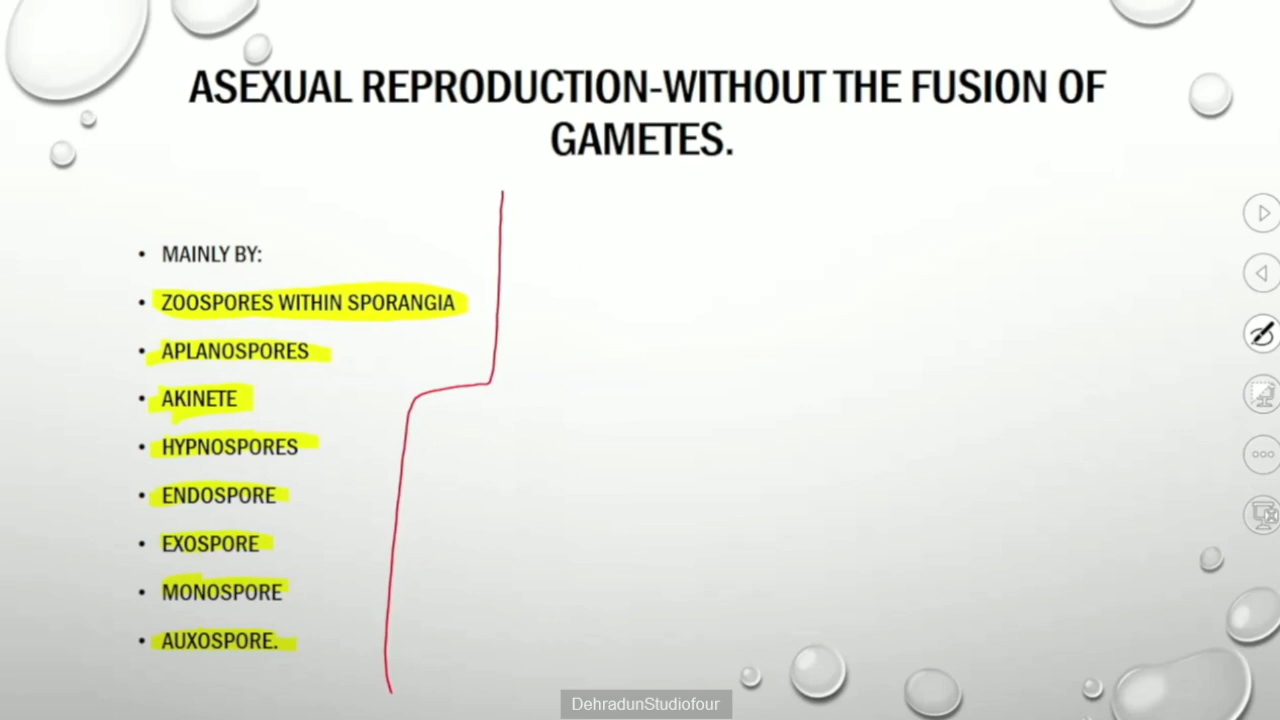 ASEXUAL REPRODUCTION-WITHOUT THE FUSION OF
GAMETES.
• MAINLY BY:
• ZOOSPORES WITHIN SPORANGIA
• APLANOSPORES
• AKINETE
• HYPNOSPORES
• ENDOSPORE
• EXOSPORE
• MONOSPORE
• AUXOSPORE.
DehradunStudiofour